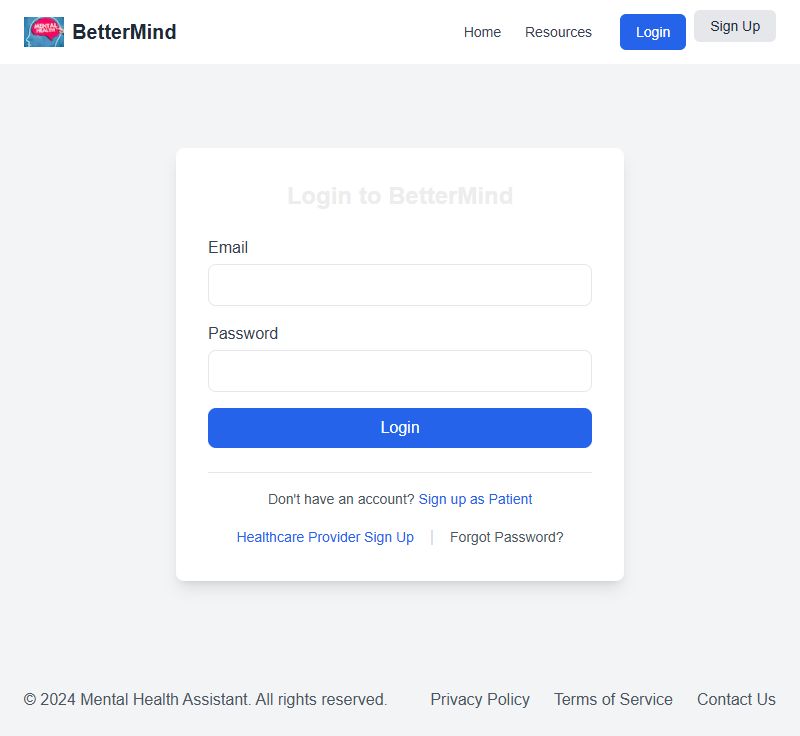 MENTAL HEALTH
BetterMind
Home Resources Login Sign Up
Login to BetterMind
Email
Password
Login
Don't have an account? Sign up as Patient
Healthcare Provider Sign Up | Forgot Password?
© 2024 Mental Health Assistant. All rights reserved. Privacy Policy Terms of Service Contact Us